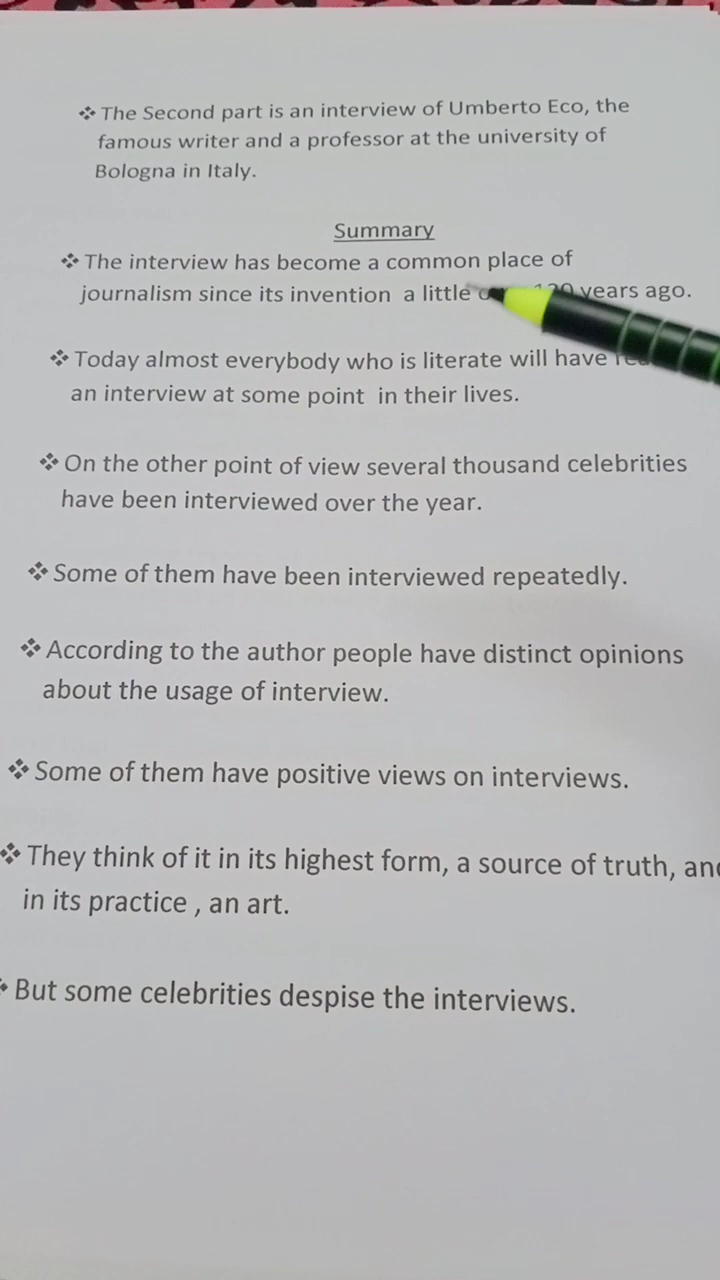 ❖ The Second part is an interview of Umberto Eco, the
famous writer and a professor at the university of
Bologna in Italy.
Summary
❖ The interview has become a common place of
journalism since its invention a little 130 years ago.
❖ Today almost everybody who is literate will have
an interview at some point in their lives.
❖ On the other point of view several thousand celebrities
have been interviewed over the year.
❖ Some of them have been interviewed repeatedly.
❖ According to the author people have distinct opinions
about the usage of interview.
❖ Some of them have positive views on interviews.
❖ They think of it in its highest form, a source of truth, and
in its practice , an art.
❖ But some celebrities despise the interviews.